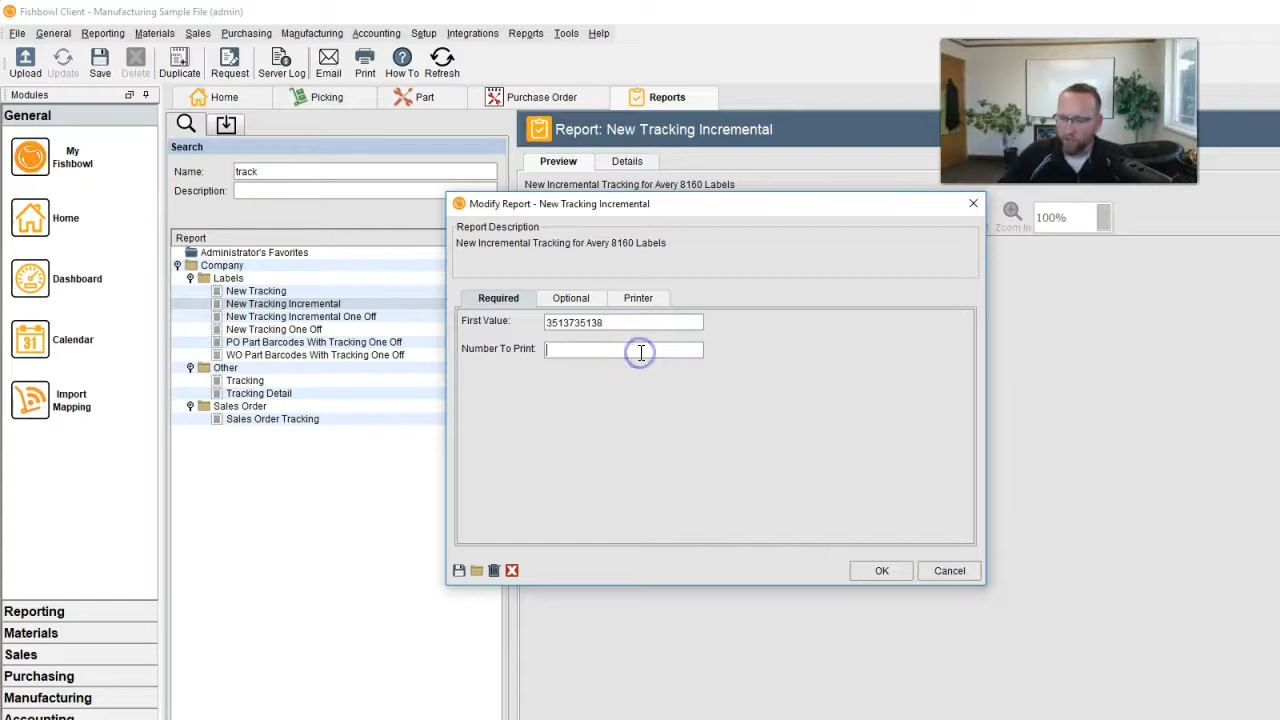 Fishbowl Client - Manufacturing Sample File (admin)
File General Reporting Materials Sales Purchasing Manufacturing Accounting Setup Integrations Reports Tools Help
Upload Update Save Delete Duplicate Request Server Log Email Print How To Refresh
Modules
Home Picking Part Purchase Order Reports
General
My
Fishbowl
Home
Dashboard
Calendar
Import
Mapping
Reporting
Materials
Sales
Purchasing
Manufacturing
Accounting
Search
Name: track
Description:
Report
Administrator's Favorites
Company
Labels
New Tracking
New Tracking Incremental
New Tracking Incremental One Off
New Tracking One Off
PO Part Barcodes With Tracking One Off
WO Part Barcodes With Tracking One Off
Other
Tracking
Tracking Detail
Sales Order
Sales Order Tracking
Report: New Tracking Incremental
Preview Details
New Incremental Tracking for Avery 8160 Labels
Zoom In 100%
Modify Report - New Tracking Incremental
Report Description
New Incremental Tracking for Avery 8160 Labels
Required Optional Printer
First Value: 3513735138
Number To Print:
OK Cancel